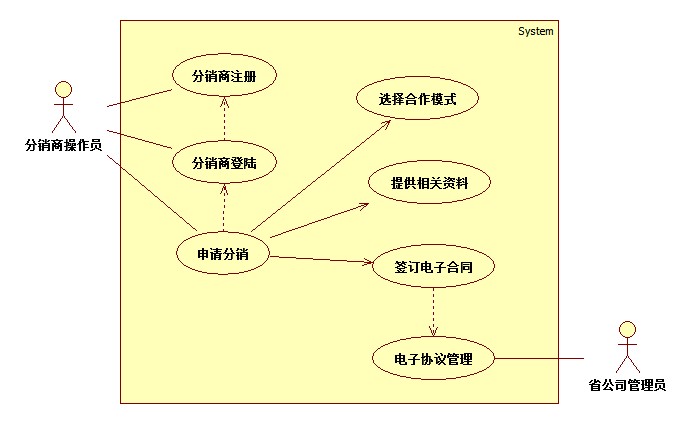 System
分销商注册
选择合作模式
分销商操作员
分销商登陆
提供相关资料
申请分销
签订电子合同
电子协议管理
省公司管理员